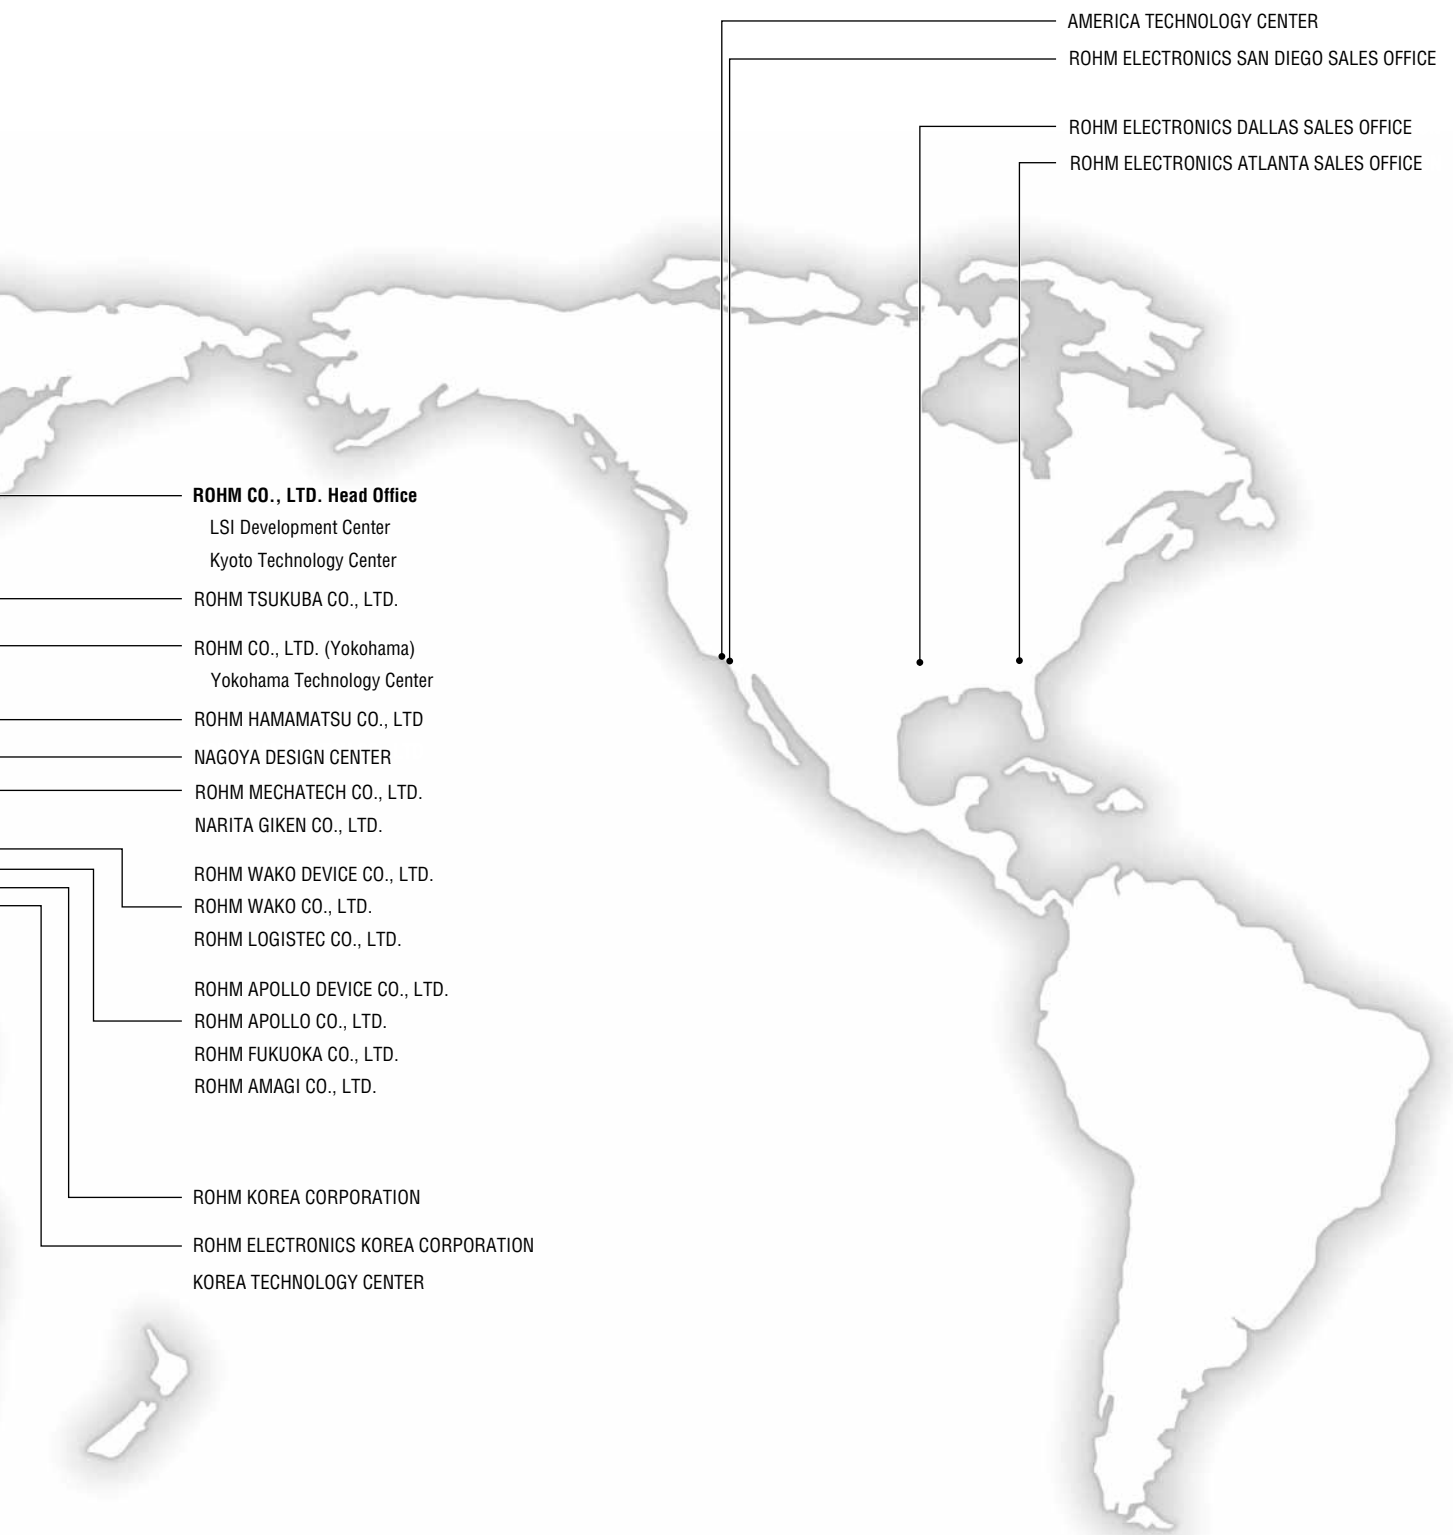 AMERICA TECHNOLOGY CENTER
ROHM ELECTRONICS SAN DIEGO SALES OFFICE
ROHM ELECTRONICS DALLAS SALES OFFICE
ROHM ELECTRONICS ATLANTA SALES OFFICE
ROHM CO., LTD. Head Office
LSI Development Center
Kyoto Technology Center
ROHM TSUKUBA CO., LTD.
ROHM CO., LTD. (Yokohama)
Yokohama Technology Center
ROHM HAMAMATSU CO., LTD
NAGOYA DESIGN CENTER
ROHM MECHATECH CO., LTD.
NARITA GIKEN CO., LTD.
ROHM WAKO DEVICE CO., LTD.
ROHM WAKO CO., LTD.
ROHM LOGISTEC CO., LTD.
ROHM APOLLO DEVICE CO., LTD.
ROHM APOLLO CO., LTD.
ROHM FUKUOKA CO., LTD.
ROHM AMAGI CO., LTD.
ROHM KOREA CORPORATION
ROHM ELECTRONICS KOREA CORPORATION
KOREA TECHNOLOGY CENTER